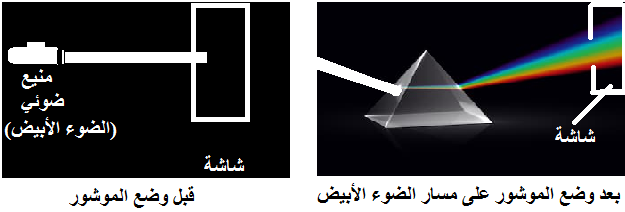 منبع
ضوئي
(الضوء الأبيض)
شاشة
قبل وضع الموشور
شاشة
بعد وضع الموشور على مسار الضوء الأبيض